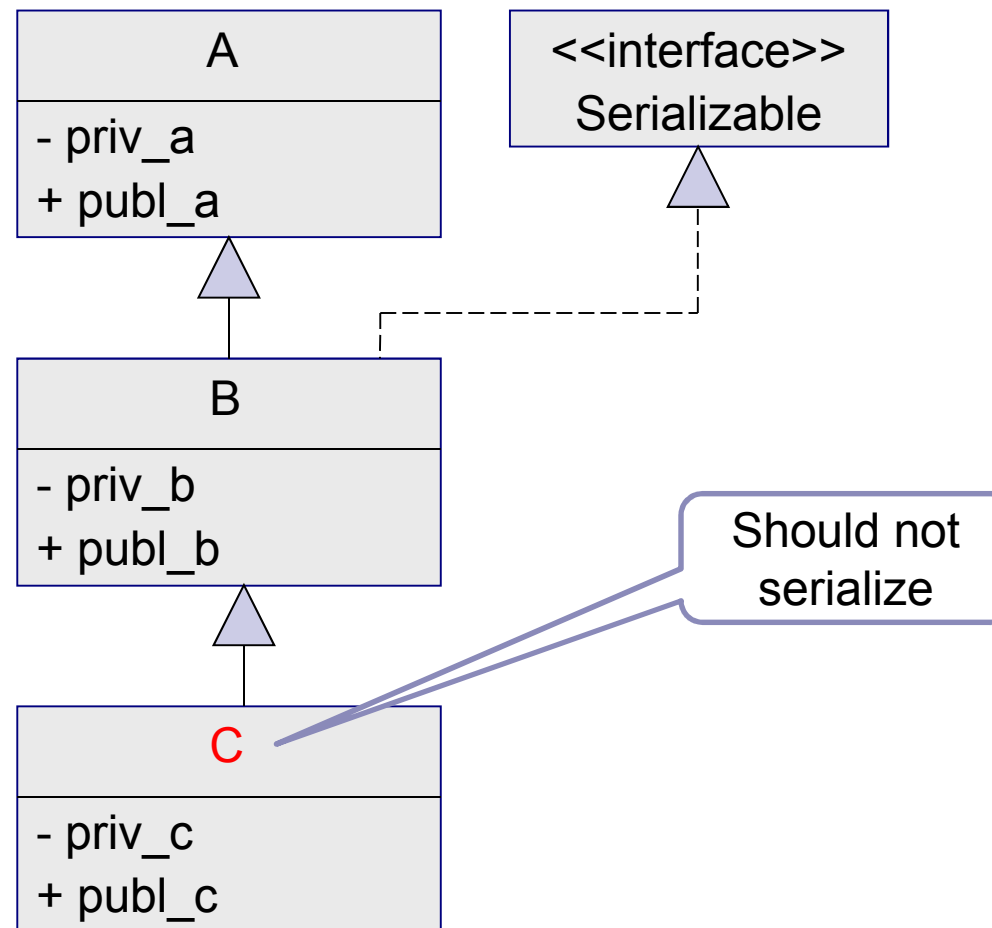 A
- priv_a
+ publ_a
<<interface>>
Serializable
B
- priv_b
+ publ_b
Should not
serialize
C
- priv_c
+ publ_c